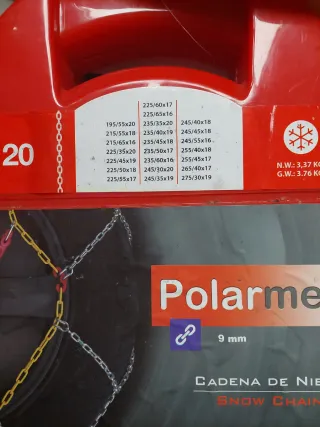 225/60x17
225/65x16
195/55x20 235/35x20 245/40x18
215/55x18 235/40x19 245/45x18
215/65x16 235/45x18 245/55x16
225/35x20 235/50x17 255/40x18
225/45x19 235/60x16 255/45x17
225/50x18 245/30x20 265/40x17
225/55x17 245/35x19 275/30x19
20
N.W.: 3,37 K
G.W.: 3.76 K
Polarme
9 mm
CADENA DE NIE
SNOW CHAIN